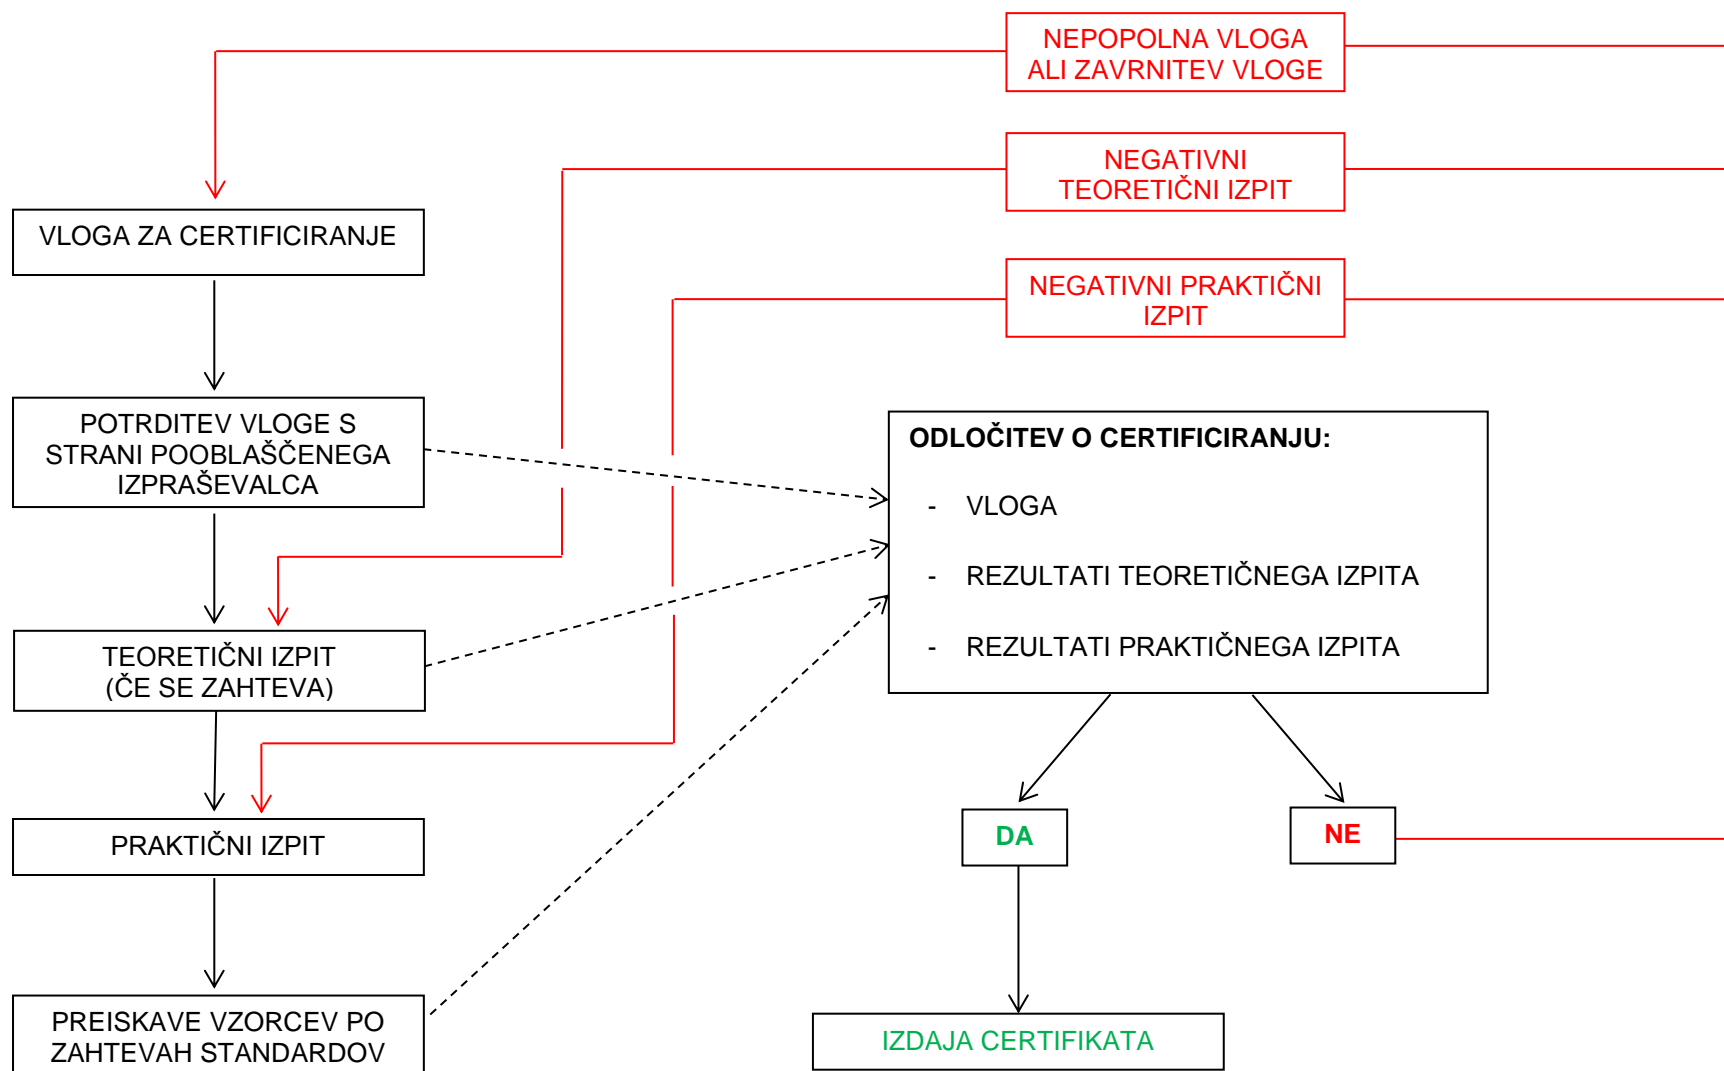 NEPOPOLNA VLOGA
ALI ZAVRNITEV VLOGE
NEGATIVNI
TEORETIČNI IZPIT
NEGATIVNI PRAKTIČNI
IZPIT
VLOGA ZA CERTIFICIRANJE
POTRDITEV VLOGE S
STRANI POOBLAŠČENEGA
IZPRAŠEVALCA
TEORETIČNI IZPIT
(ČE SE ZAHTEVA)
PRAKTIČNI IZPIT
PREISKAVE VZORCEV PO
ZAHTEVAH STANDARDOV
ODLOČITEV O CERTIFICIRANJU:
- VLOGA
- REZULTATI TEORETIČNEGA IZPITA
- REZULTATI PRAKTIČNEGA IZPITA
DA
NE
IZDAJA CERTIFIKATA